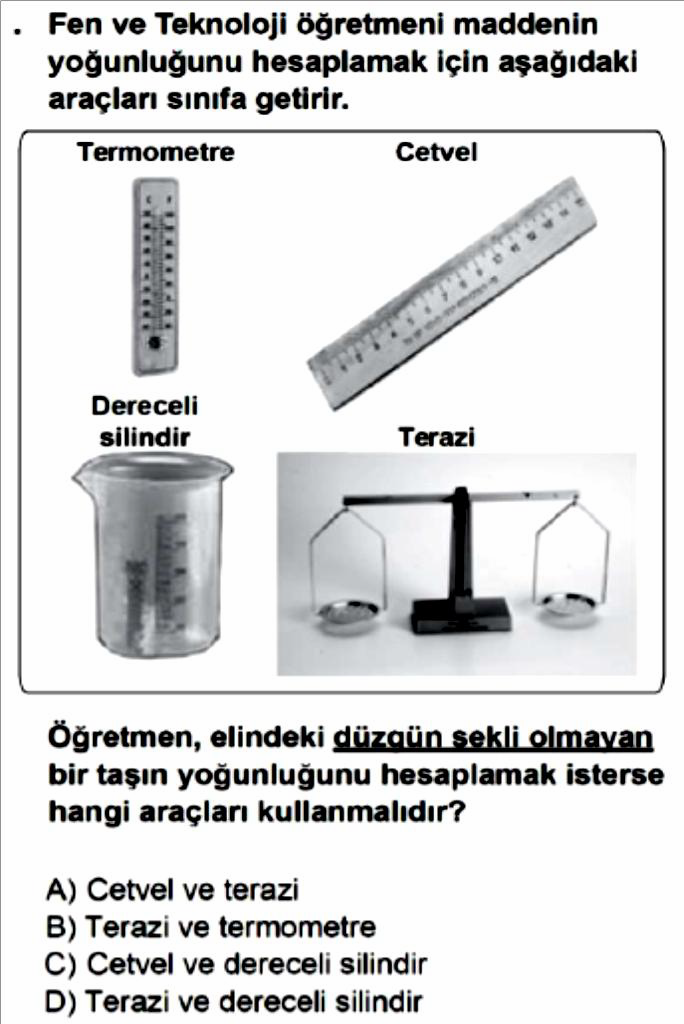 . Fen ve Teknoloji öğretmeni maddenin
yoğunluğunu hesaplamak için aşağıdaki
araçları sınıfa getirir.
Termometre
Cetvel
Dereceli
silindir
Terazi
Öğretmen, elindeki düzgün şekli olmayan
bir taşın yoğunluğunu hesaplamak isterse
hangi araçları kullanmalıdır?
A) Cetvel ve terazi
B) Terazi ve termometre
C) Cetvel ve dereceli silindir
D) Terazi ve dereceli silindir